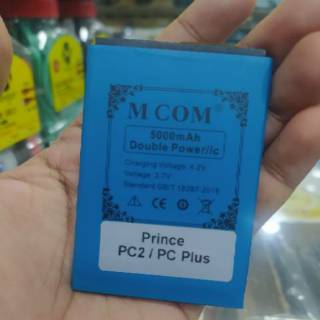 M COM
5000mAh
Double Power/ic
Charging Voltage: 4.2V
Voltage: 3.7V
Standard GB/T 18287-2013
Prince
PC2 / PC Plus